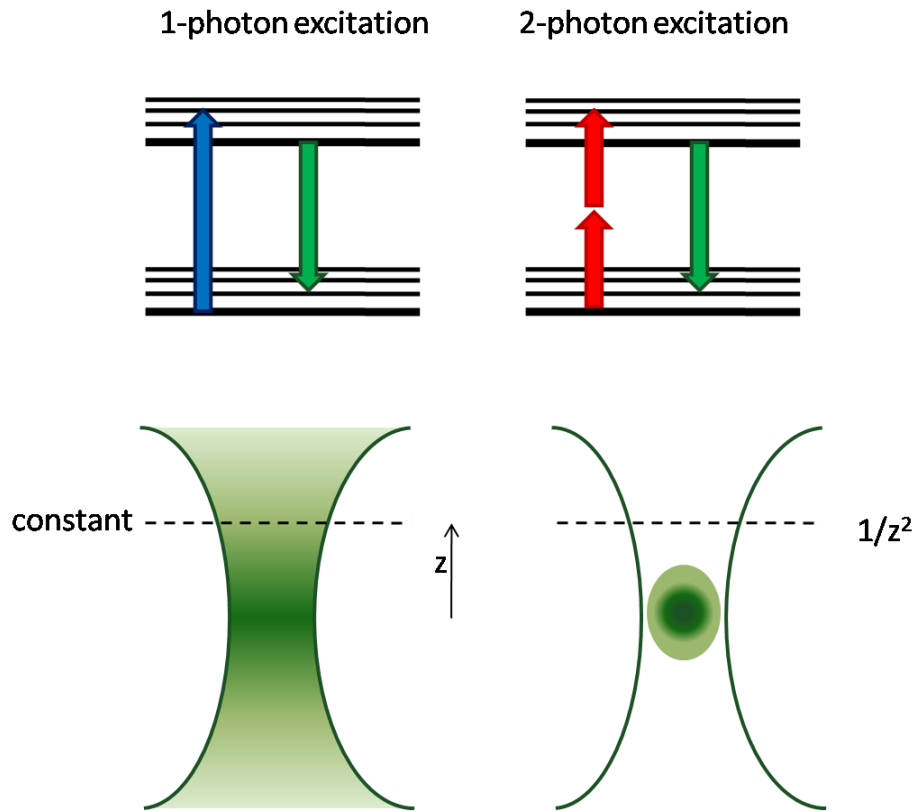 1-photon excitation
2-photon excitation
constant
z
1/z²